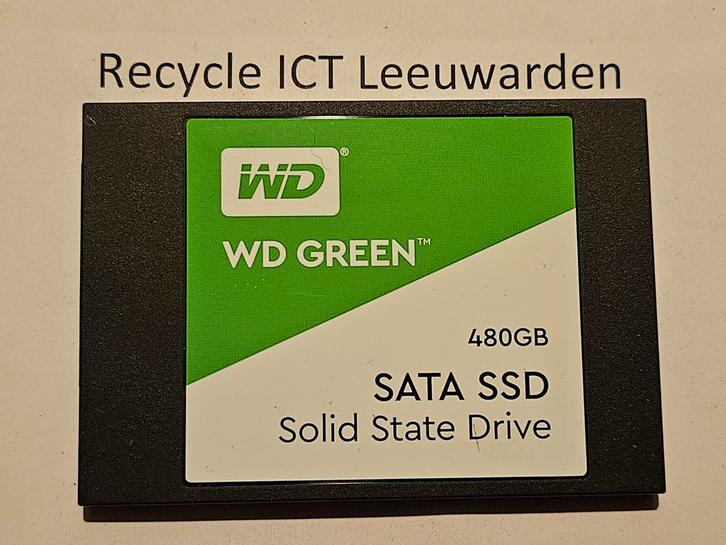 Recycle ICT Leeuwarden
WD®
WD GREEN™
480GB
SATA SSD
Solid State Drive